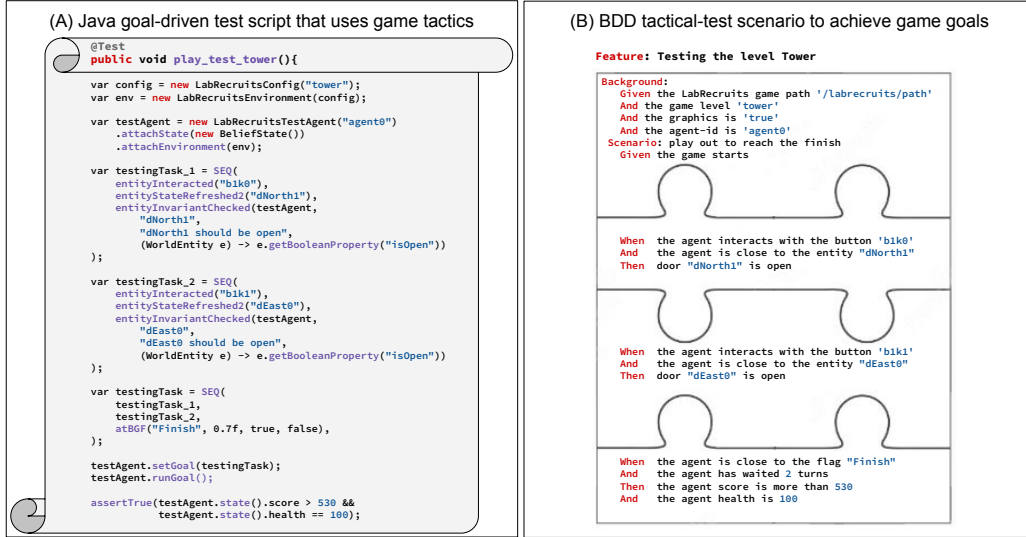 (A) Java goal-driven test script that uses game tactics
@Test
public void play_test_tower(){
var config = new LabRecruitsConfig("tower");
var env = new LabRecruitsEnvironment(config);
var testAgent = new LabRecruitsTestAgent("agent0")
.attachState(new BeliefState())
.attachEnvironment(env);
var testingTask_1 = SEQ(
entityInteracted("b1k0"),
entityStateRefreshed2("dNorth1"),
entityInvariantChecked(testAgent,
"dNorth1",
"dNorth1 should be open",
(WorldEntity e) -> e.getBooleanProperty("isOpen"))
);
var testingTask_2 = SEQ(
entityInteracted("b1k1"),
entityStateRefreshed2("dEast0"),
entityInvariantChecked(testAgent,
"dEast0",
"dEast0 should be open",
(WorldEntity e) -> e.getBooleanProperty("isOpen"))
);
var testingTask = SEQ(
testingTask_1,
testingTask_2,
atBGF("Finish", 0.7f, true, false),
);
testAgent.setGoal(testingTask);
testAgent.runGoal();
assertTrue(testAgent.state().score > 530 &&
testAgent.state().health == 100);
(B) BDD tactical-test scenario to achieve game goals
Feature: Testing the level Tower
Background:
Given the LabRecruits game path '/labrecruits/path'
And the game level 'tower'
And the graphics is 'true'
And the agent-id is 'agent0'
Scenario: play out to reach the finish
Given the game starts
When the agent interacts with the button 'b1k0'
And the agent is close to the entity "dNorth1"
Then door "dNorth1" is open
When the agent interacts with the button 'b1k1'
And the agent is close to the entity "dEast0"
Then door "dEast0" is open
When the agent is close to the flag "Finish"
And the agent has waited 2 turns
Then the agent score is more than 530
And the agent health is 100